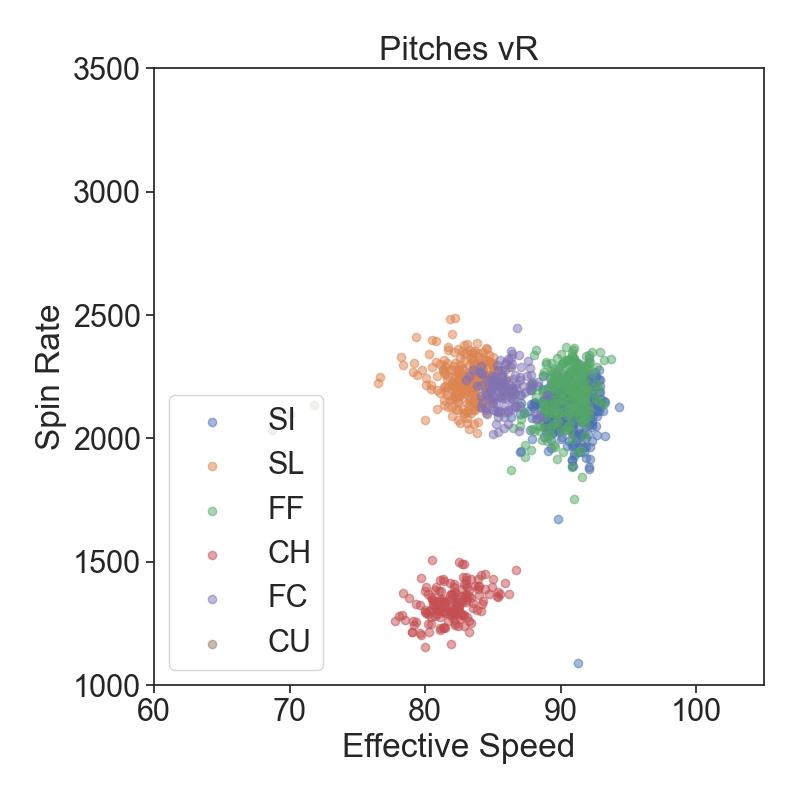 Pitches vR
3500
3000
2500
2000
1500
1000
Spin Rate
SI
SL
FF
CH
FC
CU
60 70 80 90 100
Effective Speed